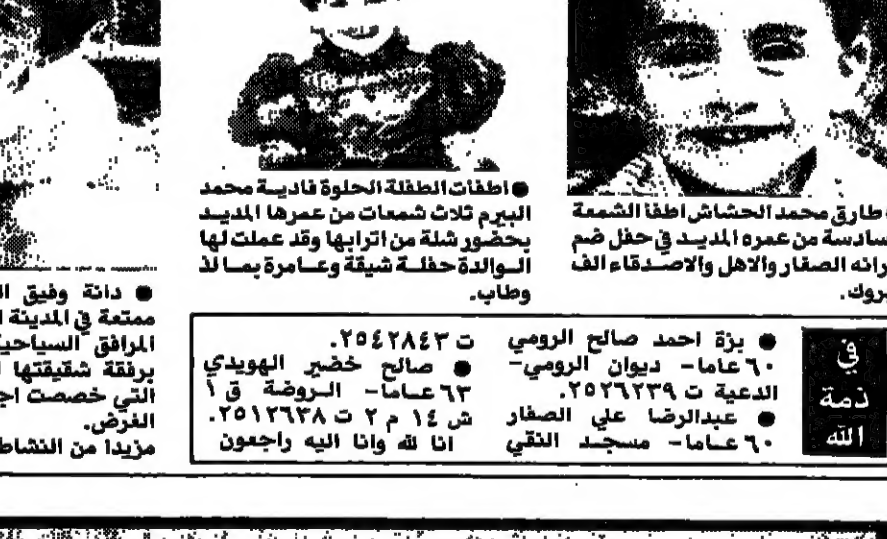 طارق محمد الحشاش اطفأ الشمعة
سادسة من عمره المديد في حفل ضم
رانه الصغار والاهل والاصدقاء الف
بروك.
● اطفأت الطفلة الحلوة فادية محمد
البيرم ثلاث شمعات من عمرها المديد
بحضور شلة من اترابها وقد عملت لها
الوالدة حفلة شيقة وعامرة بما لذ
وطاب.
● دانة وفيق
ممتعة في المدينة
المرافق السياحية
برفقة شقيقتها
التي خصصت
الغرض.
مزيدا من النشاط
في
ذمة
الله
● بزة احمد صالح الرومي
٦٠ عاما- ديوان الرومي-
الدعية ت ٢٥٢٦٢٣٩.
● عبدالرضا علي الصفار
٦٠ عاما- مسجد النقي
ت ٢٥٤٢٨٤٣.
● صالح خضير الهويدي
٦٣ عاما- الروضة ق ١
ش ١٤ م ٢ ت ٢٥١٢٦٣٨.
انا لله وانا اليه راجعون